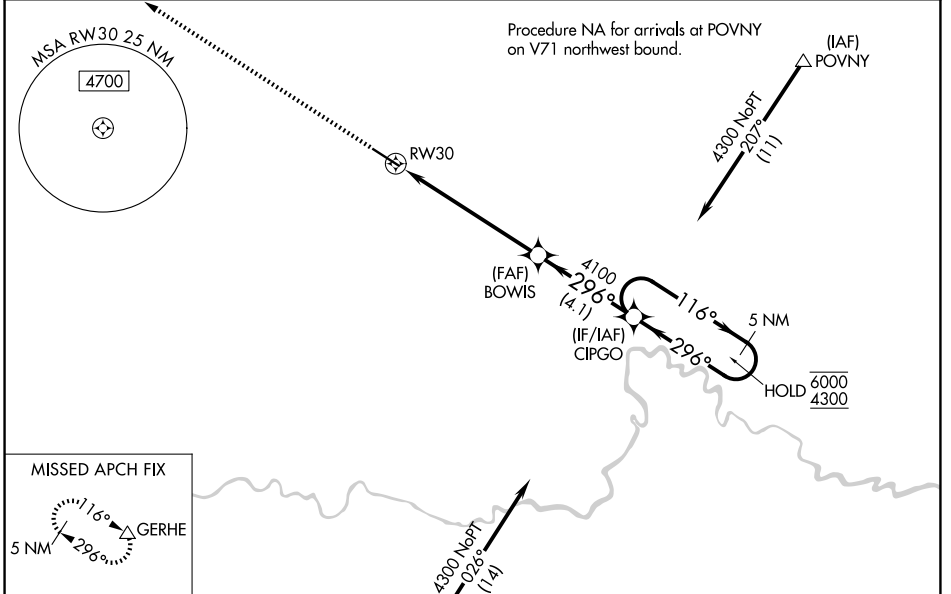 MSA RW30 25 NM
4700
Procedure NA for arrivals at POVNY
on V71 northwest bound.
(IAF)
POVNY
4300 NoPT
207°
(11)
RW30
(FAF)
BOWIS
4100
296°
(4.1)
(IF/IAF)
CIPGO
116°
296°
5 NM
HOLD
6000
4300
MISSED APCH FIX
116°
296°
5 NM
GERHE
4300 NoPT
026°
(14)